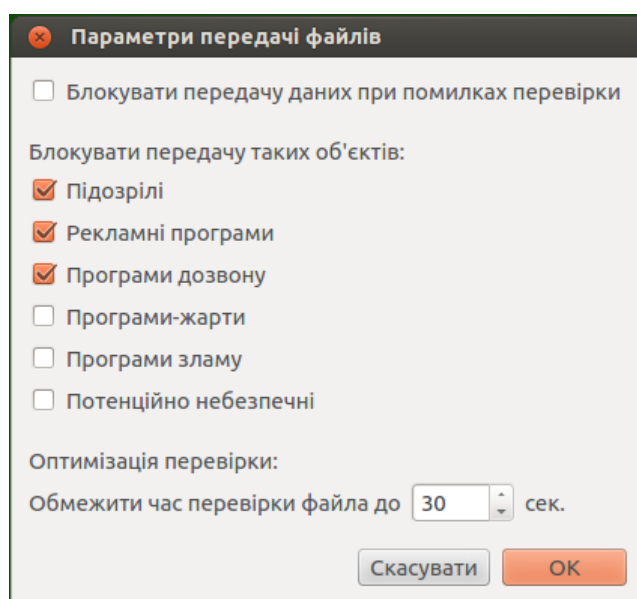 Параметри передачі файлів
Блокувати передачу даних при помилках перевірки
Блокувати передачу таких об'єктів:
Підозрілі
Рекламні програми
Програми дозвону
Програми-жарти
Програми зламу
Потенційно небезпечні
Оптимізація перевірки:
Обмежити час перевірки файла до 30 сек.
Скасувати OK